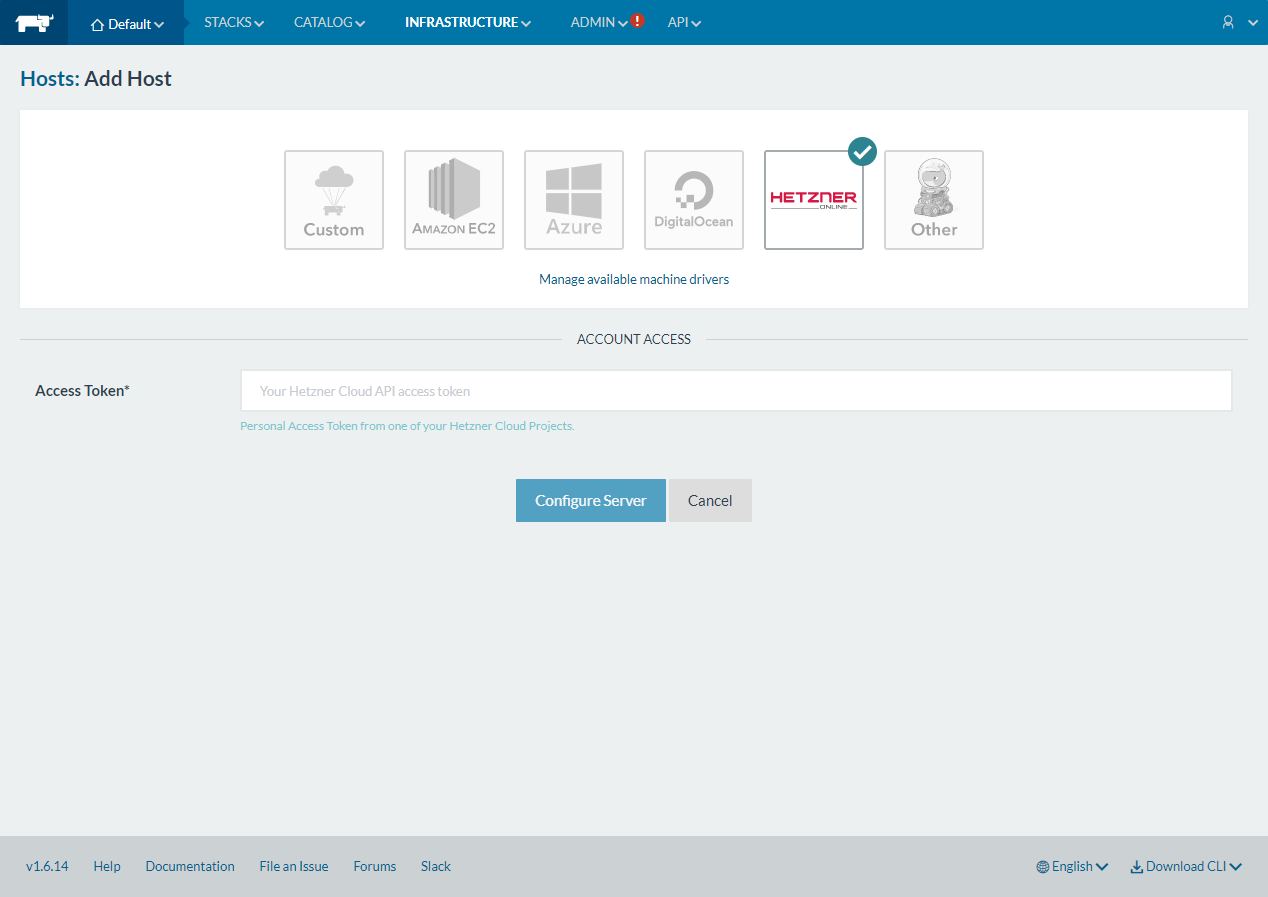 Default STACKS CATALOG INFRASTRUCTURE ADMIN ! API
Hosts: Add Host
Custom
AMAZON EC2
Azure
DigitalOcean
HETZNER
ONLINE
Other
Manage available machine drivers
ACCOUNT ACCESS
Access Token*
Your Hetzner Cloud API access token
Personal Access Token from one of your Hetzner Cloud Projects.
Configure Server Cancel
v1.6.14 Help Documentation File an Issue Forums Slack English Download CLI